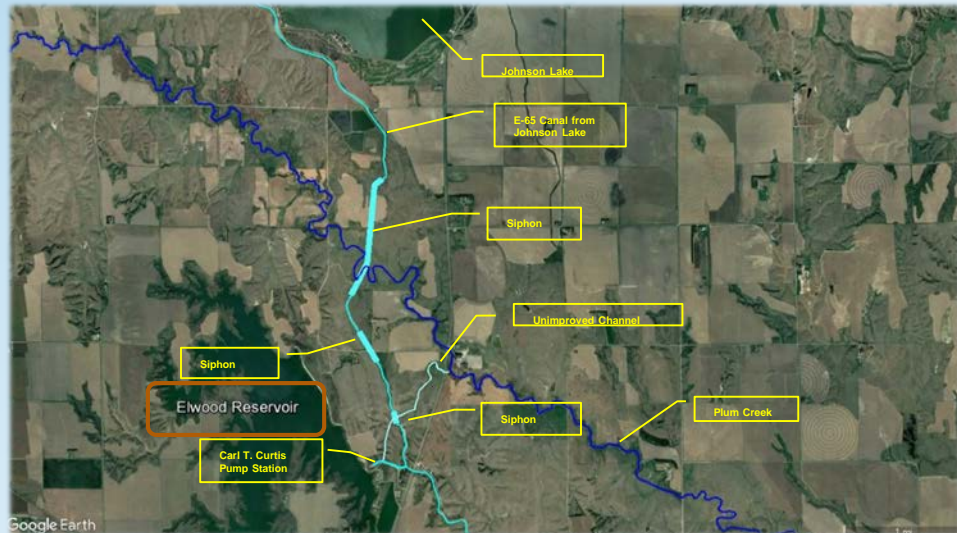 Johnson Lake
E-65 Canal from
Johnson Lake
Siphon
Unimproved Channel
Siphon
Elwood Reservoir
Siphon
Plum Creek
Carl T. Curtis
Pump Station
Google Earth